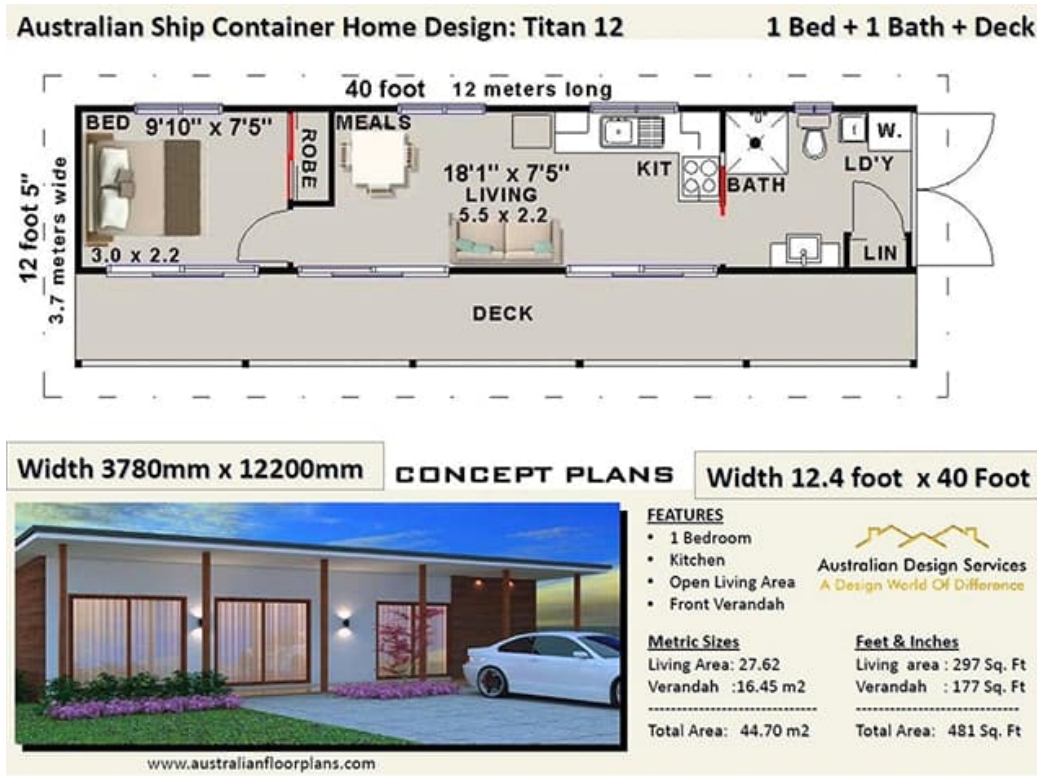 Australian Ship Container Home Design: Titan 12
1 Bed + 1 Bath + Deck
40 foot 12 meters long
12 foot 5"
3.7 meters wide
BED 9'10" x 7'5"
ROBE
MEALS
18'1" x 7'5"
LIVING
5.5 x 2.2
KIT
BATH
t
W.
LD'Y
LIN
3.0 x 2.2
DECK
Width 3780mm x 12200mm
CONCEPT PLANS
Width 12.4 foot x 40 Foot
FEATURES
• 1 Bedroom
• Kitchen
• Open Living Area
• Front Verandah
Australian Design Services
A Design World Of Difference
Metric Sizes
Living Area: 27.62
Verandah :16.45 m2
-----------------------------
Total Area: 44.70 m2
Feet & Inches
Living area : 297 Sq. Ft
Verandah : 177 Sq. Ft
-----------------------------
Total Area: 481 Sq. Ft
www.australianfloorplans.com